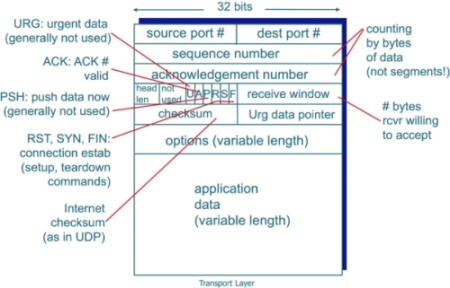 32 bits
URG: urgent data
(generally not used)
ACK: ACK #
valid
PSH: push data now
(generally not used)
RST, SYN, FIN:
connection estab
(setup, teardown
commands)
Internet
checksum
(as in UDP)
source port #
dest port #
sequence number
acknowledgement number
head
len
not
used
UAPRSF
receive window
checksum
Urg data pointer
options (variable length)
application
data
(variable length)
counting
by bytes
of data
(not segments!)
# bytes
rcvr willing
to accept
Transport Layer